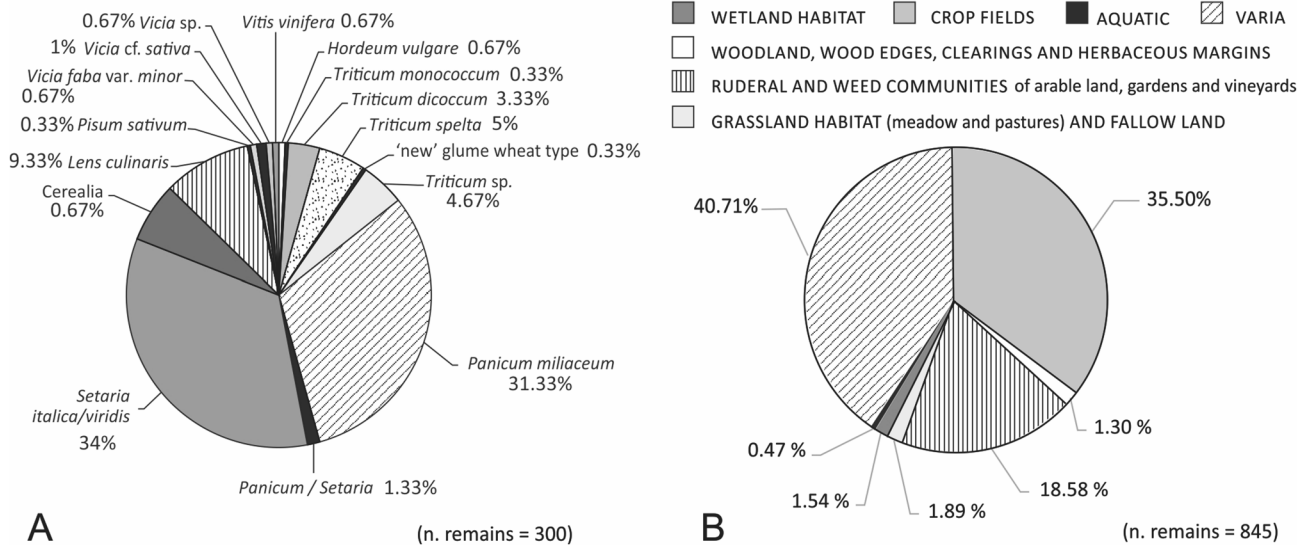 0.67% Vicia sp.
Vitis vinifera 0.67%
1% Vicia cf. sativa
Hordeum vulgare 0.67%
Vicia faba var. minor
0.67%
Triticum monococcum 0.33%
Triticum dicoccum 3.33%
0.33% Pisum sativum
Triticum spelta 5%
9.33% Lens culinaris
‘new’ glume wheat type 0.33%
Cerealia
0.67%
Triticum sp.
4.67%
Panicum miliaceum
31.33%
Setaria
italica/viridis
34%
Panicum / Setaria 1.33%
A
(n. remains = 300)
WETLAND HABITAT
CROP FIELDS
AQUATIC
VARIA
WOODLAND, WOOD EDGES, CLEARINGS AND HERBACEOUS MARGINS
RUDERAL AND WEED COMMUNITIES of arable land, gardens and vineyards
GRASSLAND HABITAT (meadow and pastures) AND FALLOW LAND
40.71%
35.50%
1.30 %
0.47 %
18.58 %
1.54 %
1.89 %
B
(n. remains = 845)